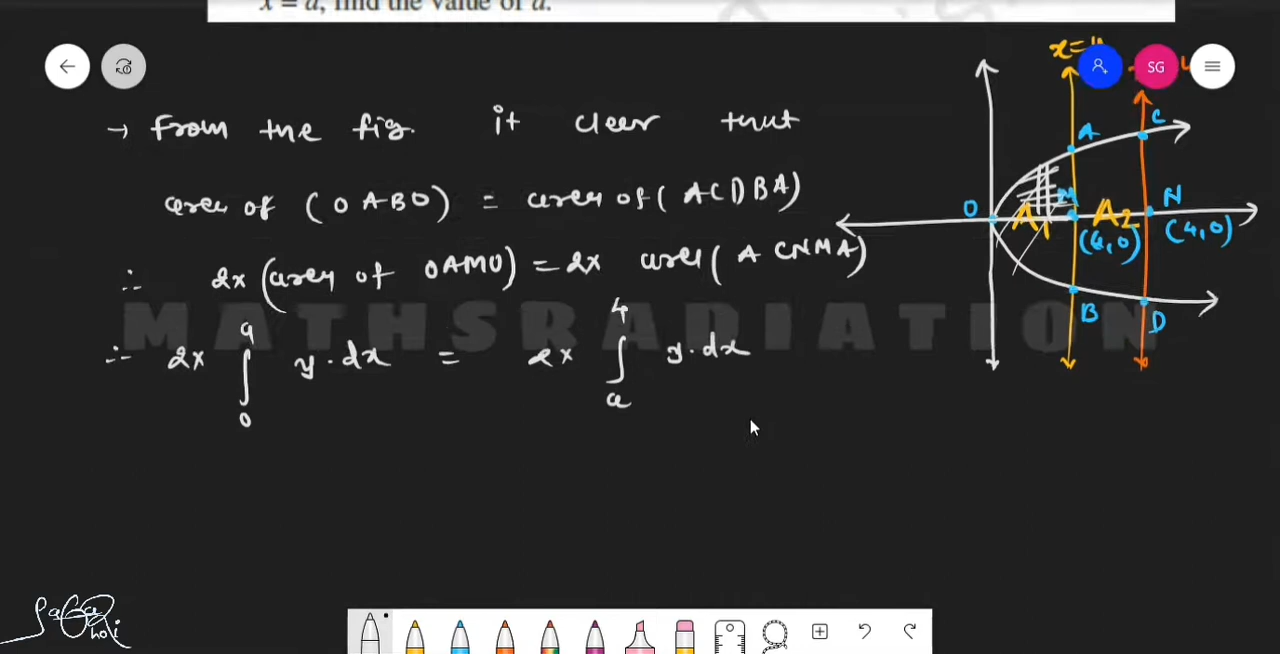 x = a, find the value of a.
→ from the fig. it clear that
area of (OABO) = area of (ACDBA)
∴ 2x (area of OAMO) = 2x area (ACNMA)
∴ 2x ∫₀ᵃ y.dx = 2x ∫ₐ⁴ y.dx
MATHSRADIATION
x=
SG
A
C
O
M
N
A₁
A₂
(a,0)
(4,0)
B
D